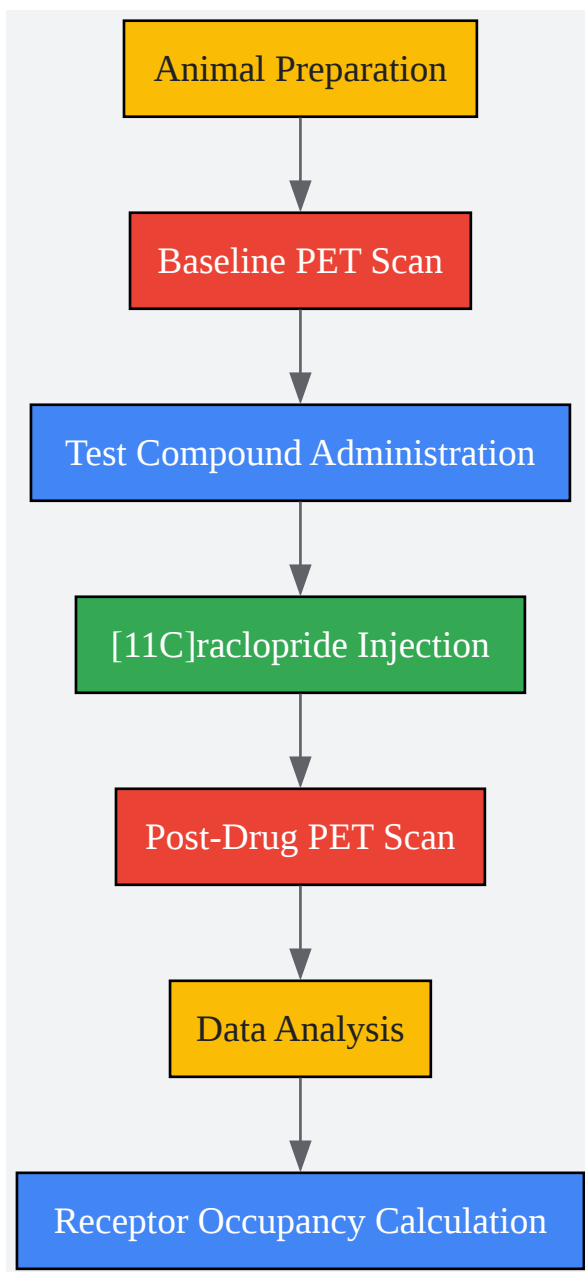 Animal Preparation
Baseline PET Scan
Test Compound Administration
[11C]raclopride Injection
Post-Drug PET Scan
Data Analysis
Receptor Occupancy Calculation